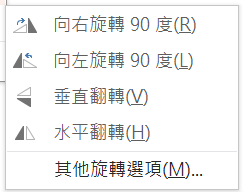 向右旋轉 90 度(R)
向左旋轉 90 度(L)
垂直翻轉(V)
水平翻轉(H)
其他旋轉選項(M)...